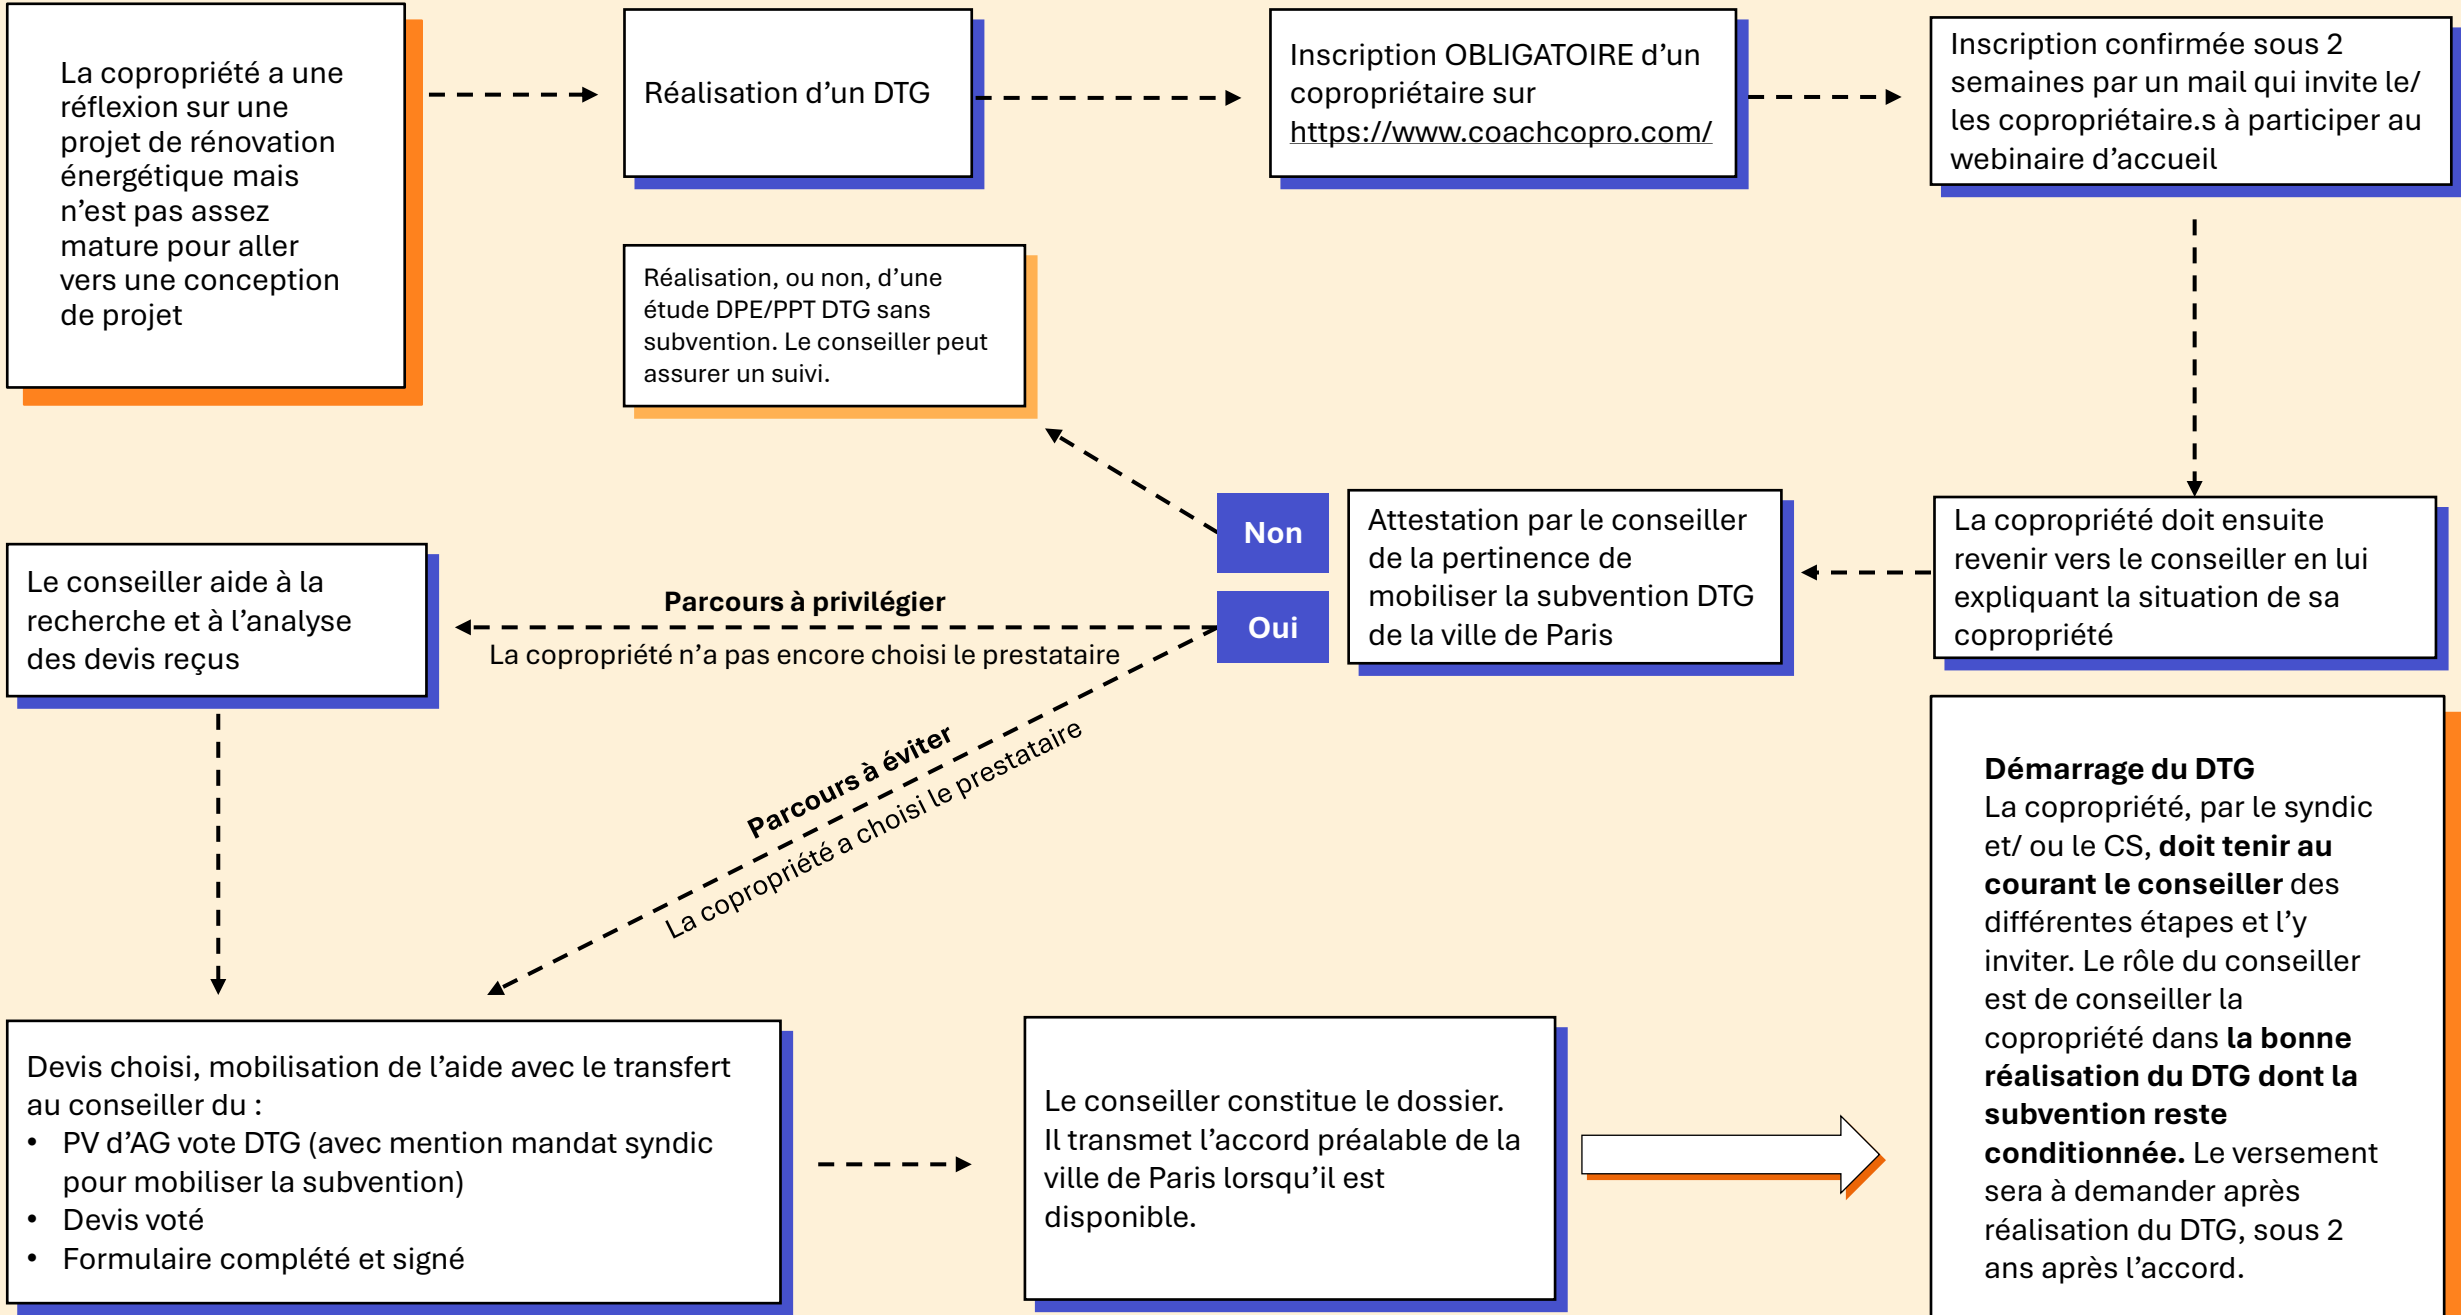 La copropriété a une
réflexion sur une
projet de rénovation
énergétique mais
n'est pas assez
mature pour aller
vers une conception
de projet
Réalisation d'un DTG
Inscription OBLIGATOIRE d'un
copropriétaire sur
https://www.coachcopro.com/
Inscription confirmée sous 2
semaines par un mail qui invite le/
les copropriétaire.s à participer au
webinaire d'accueil
Réalisation, ou non, d'une
étude DPE/PPT DTG sans
subvention. Le conseiller peut
assurer un suivi.
La copropriété doit ensuite
revenir vers le conseiller en lui
expliquant la situation de sa
copropriété
Attestation par le conseiller
de la pertinence de
mobiliser la subvention DTG
de la ville de Paris
Non
Oui
Parcours à privilégier
La copropriété n'a pas encore choisi le prestataire
Le conseiller aide à la
recherche et à l'analyse
des devis reçus
Parcours à éviter
La copropriété a choisi le prestataire
Devis choisi, mobilisation de l'aide avec le transfert
au conseiller du :
• PV d'AG vote DTG (avec mention mandat syndic
pour mobiliser la subvention)
• Devis voté
• Formulaire complété et signé
Le conseiller constitue le dossier.
Il transmet l'accord préalable de la
ville de Paris lorsqu'il est
disponible.
Démarrage du DTG
La copropriété, par le syndic
et/ ou le CS, doit tenir au
courant le conseiller des
différentes étapes et l'y
inviter. Le rôle du conseiller
est de conseiller la
copropriété dans la bonne
réalisation du DTG dont la
subvention reste
conditionnée. Le versement
sera à demander après
réalisation du DTG, sous 2
ans après l'accord.